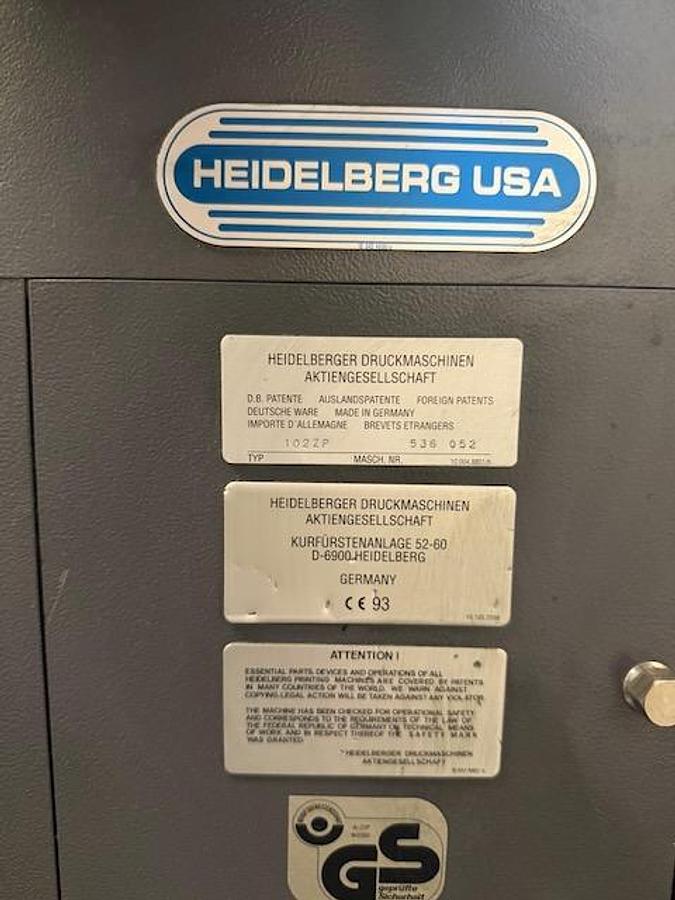 HEIDELBERG USA
HEIDELBERGER DRUCKMASCHINEN
AKTIENGESELLSCHAFT
D.B. PATENTE AUSLANDSPATENTE FOREIGN PATENTS
DEUTSCHE WARE MADE IN GERMANY
IMPORTE D'ALLEMAGNE BREVETS ETRANGERS
102ZP 536 052
TYP MASCH. NR.
HEIDELBERGER DRUCKMASCHINEN
AKTIENGESELLSCHAFT
KURFÜRSTENANLAGE 52-60
D-6900 HEIDELBERG
GERMANY
CE 93
ATTENTION !
ESSENTIAL PARTS, DEVICES AND OPERATIONS OF ALL
HEIDELBERG PRINTING MACHINES ARE COVERED BY PATENTS
IN MANY COUNTRIES OF THE WORLD. WE WARN AGAINST
COPYING LEGAL ACTION WILL BE TAKEN AGAINST ANY VIOLATOR.
THE MACHINE HAS BEEN CHECKED FOR OPERATIONAL SAFETY
AND CORRESPONDS TO THE REQUIREMENTS OF THE LAW OF
THE FEDERAL REPUBLIC OF GERMANY ON TECHNICAL MEANS
OF WORK AND IN RESPECT THEREOF THE SAFETY MARK
WAS GRANTED.
HEIDELBERGER DRUCKMASCHINEN
AKTIENGESELLSCHAFT
GS
geprüfte
Sicherheit